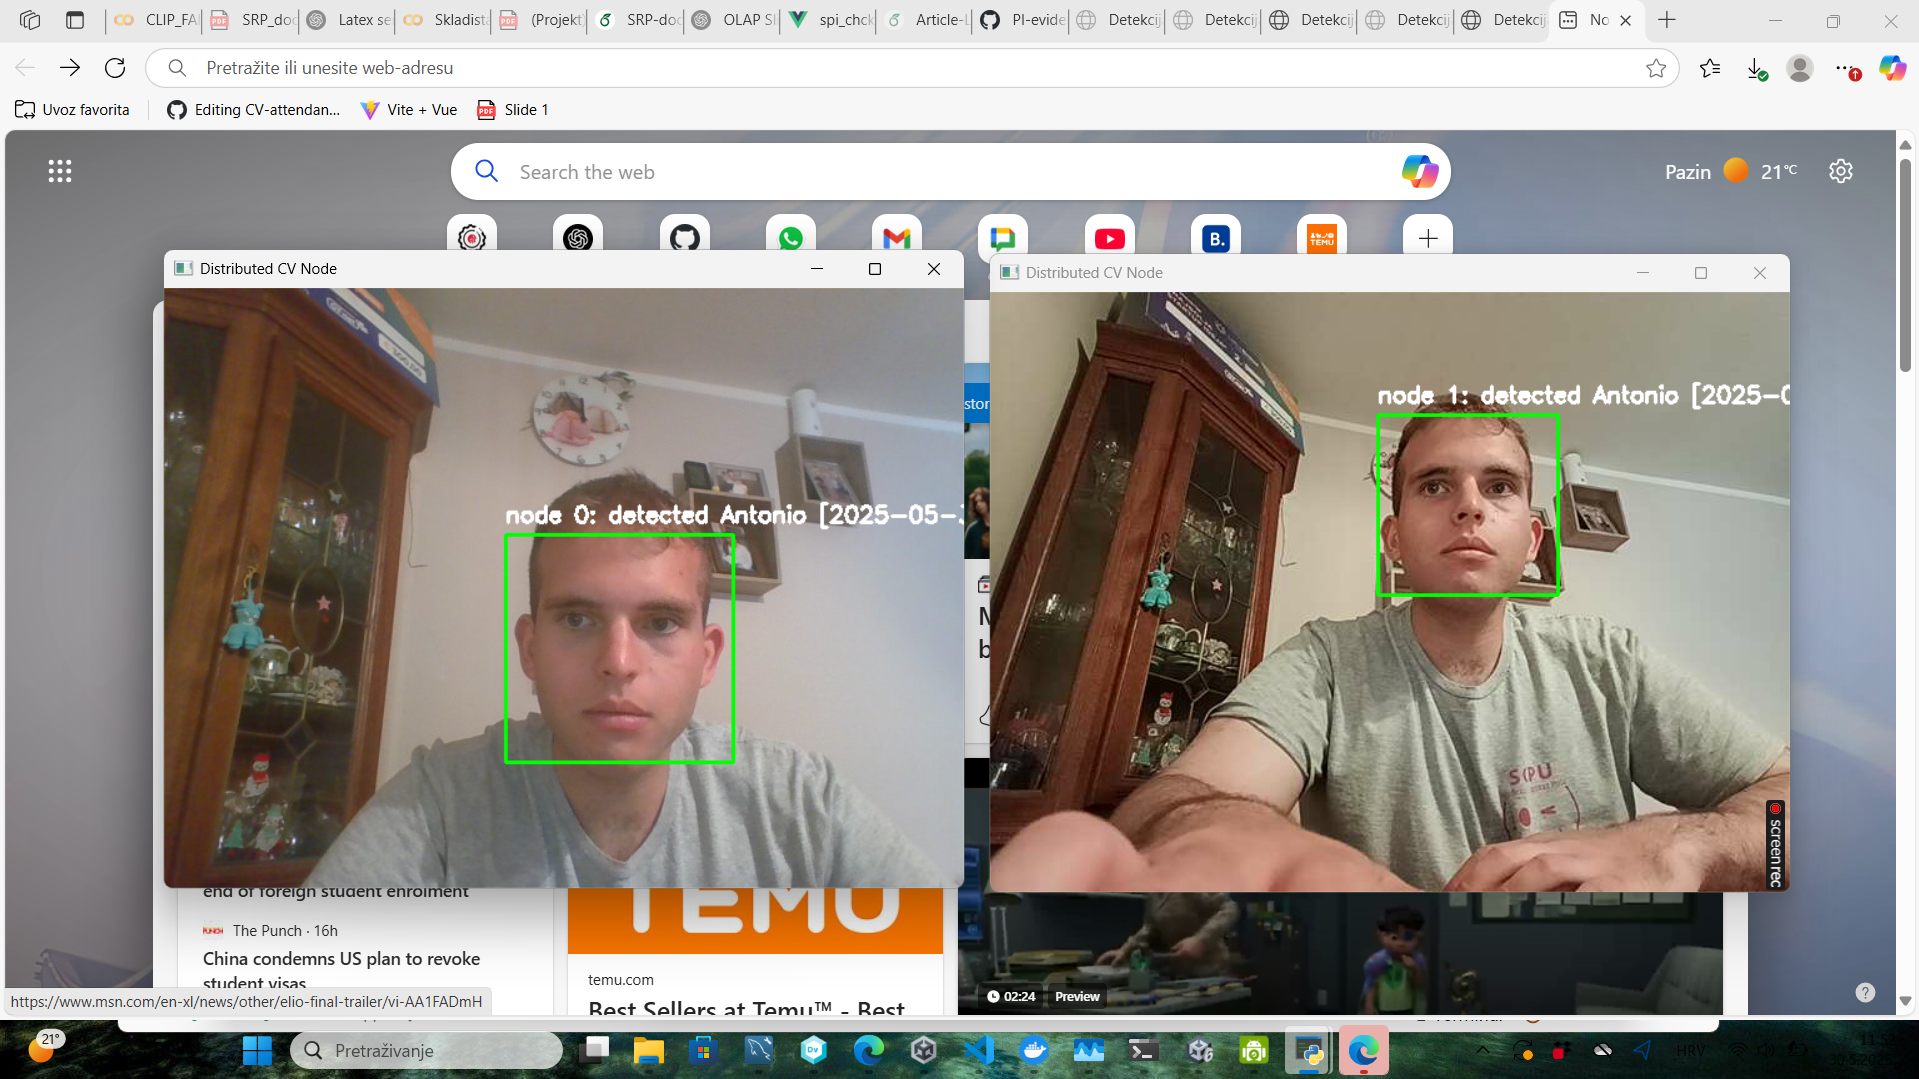 CLIP_FA
SRP_doc
Latex se
Skladišta
(Projekt)
SRP-doc
OLAP S
spi_chck
Article-L
PI-evide
Detekcij
Detekcij
Detekcij
Detekcij
Detekcij
No
Pretražite ili unesite web-adresu
Uvoz favorita
Editing CV-attendan...
Vite + Vue
Slide 1
Search the web
Pazin
21°C
B.
TEMU
Distributed CV Node
Distributed CV Node
node 0: detected Antonio [2025-05-
node 1: detected Antonio [2025-0
stor
screenrec
end of foreign student enrolment
The Punch · 16h
China condemns US plan to revoke
student visas
TEMU
temu.com
Best Sellers at Temu™ - Best
02:24
Preview
https://www.msn.com/en-xl/news/other/elio-final-trailer/vi-AA1FADmH
21°
Pretraživanje
HRV